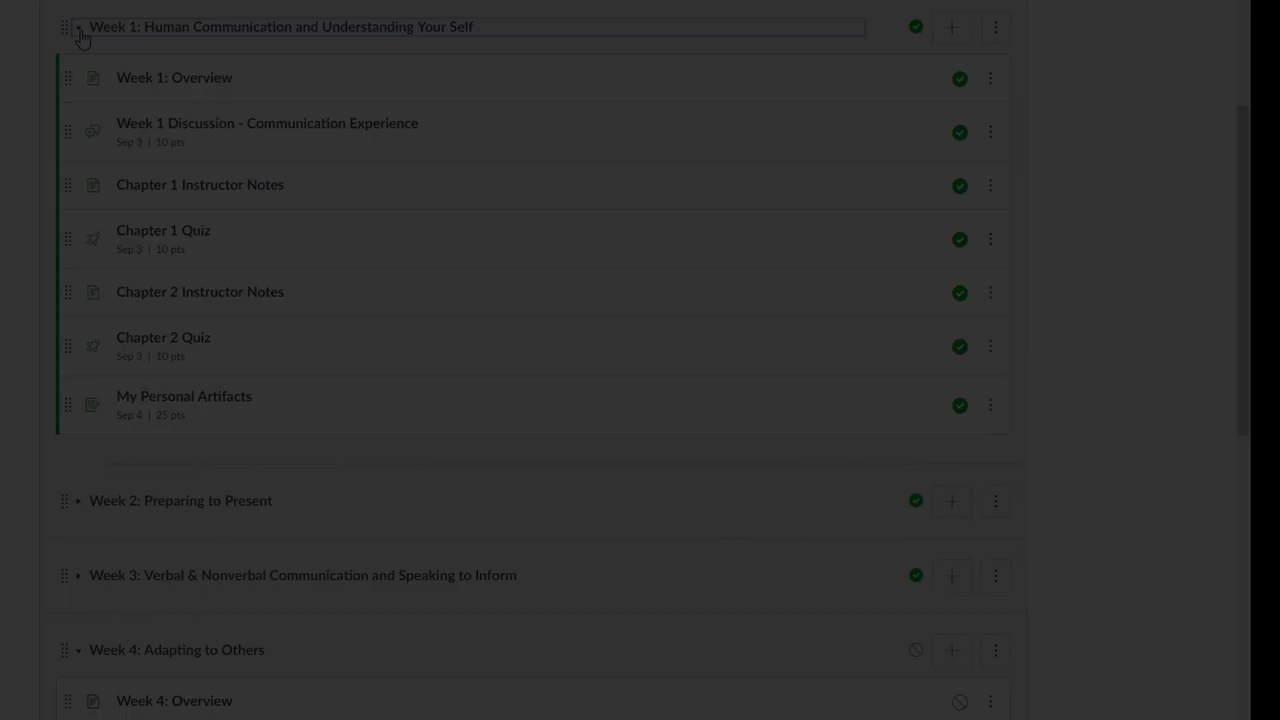 Week 1: Human Communication and Understanding Your Self
Week 1: Overview
Week 1 Discussion - Communication Experience
Sep 3 | 10 pts
Chapter 1 Instructor Notes
Chapter 1 Quiz
Sep 3 | 10 pts
Chapter 2 Instructor Notes
Chapter 2 Quiz
Sep 3 | 10 pts
My Personal Artifacts
Sep 4 | 25 pts
Week 2: Preparing to Present
Week 3: Verbal & Nonverbal Communication and Speaking to Inform
Week 4: Adapting to Others
Week 4: Overview